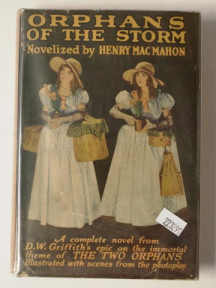 ORPHANS
OF THE STORM
Novelized by HENRY MAC MAHON
A complete novel from
D.W. Griffith's epic on the immortal
theme of THE TWO ORPHANS
Illustrated with scenes from the photoplay